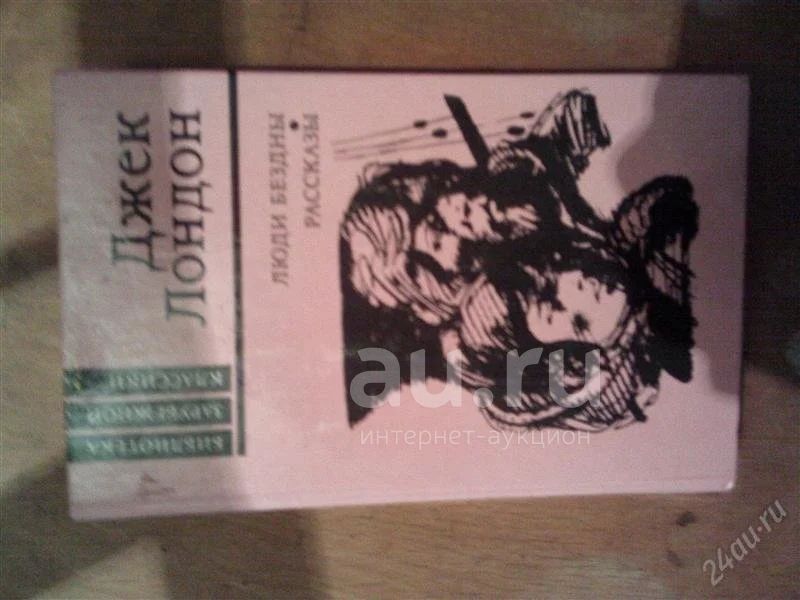 Джек
Лондон
ЛЮДИ БЕЗДНЫ
РАССКАЗЫ
БИБЛИОТЕКА
ЗАРУБЕЖНОЙ
КЛАССИКИ
au.ru
интернет-аукцион
24au.ru